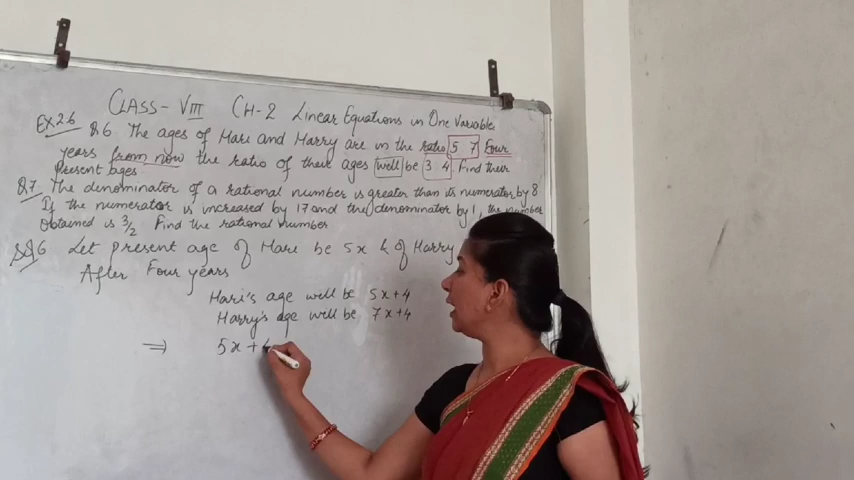 CLASS-VIII CH-2 Linear Equations in One Variable
Ex 2.6 Q.6 The ages of Hari and Harry are in the ratio 5 7 Four
years from now the ratio of their ages will be 3 4. Find their
Present Ages
Q.7 The denominator of a rational number is greater than its numerator by 8
If the numerator is increased by 17 and the denominator by 1, the number
Obtained is 3/2 Find the rational number
Let present age of Hari be 5x & of Harry
After Four years
Hari's age will be 5x+4
Harry's age will be 7x+4
⇒ 5x+4